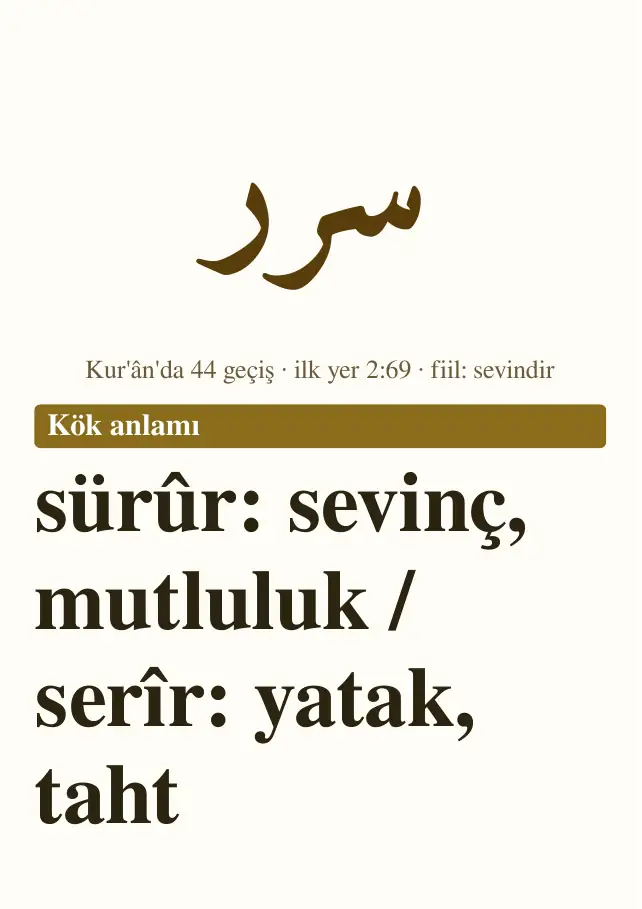 سرر
Kur'ân'da 44 geçiş · ilk yer 2:69 · fiil: sevindir
Kök anlamı
sürûr: sevinç,
mutluluk /
serîr: yatak,
taht